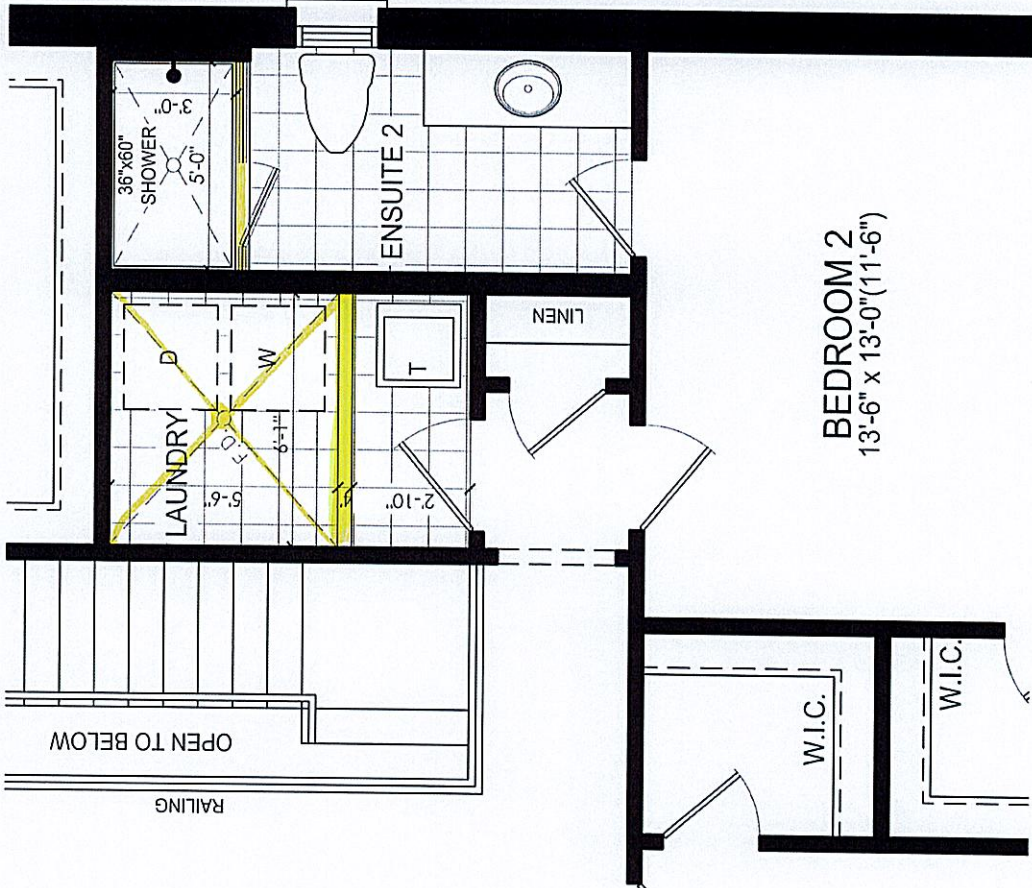 36"x60"
SHOWER
3'-0"
5'-0"
ENSUITE 2
D
W
LAUNDRY
F.D.
6'-1"
5'-6"
4"
2'-10"
T
LINEN
BEDROOM 2
13'-6" x 13'-0"(11'-6")
OPEN TO BELOW
RAILING
W.I.C.
W.I.C.